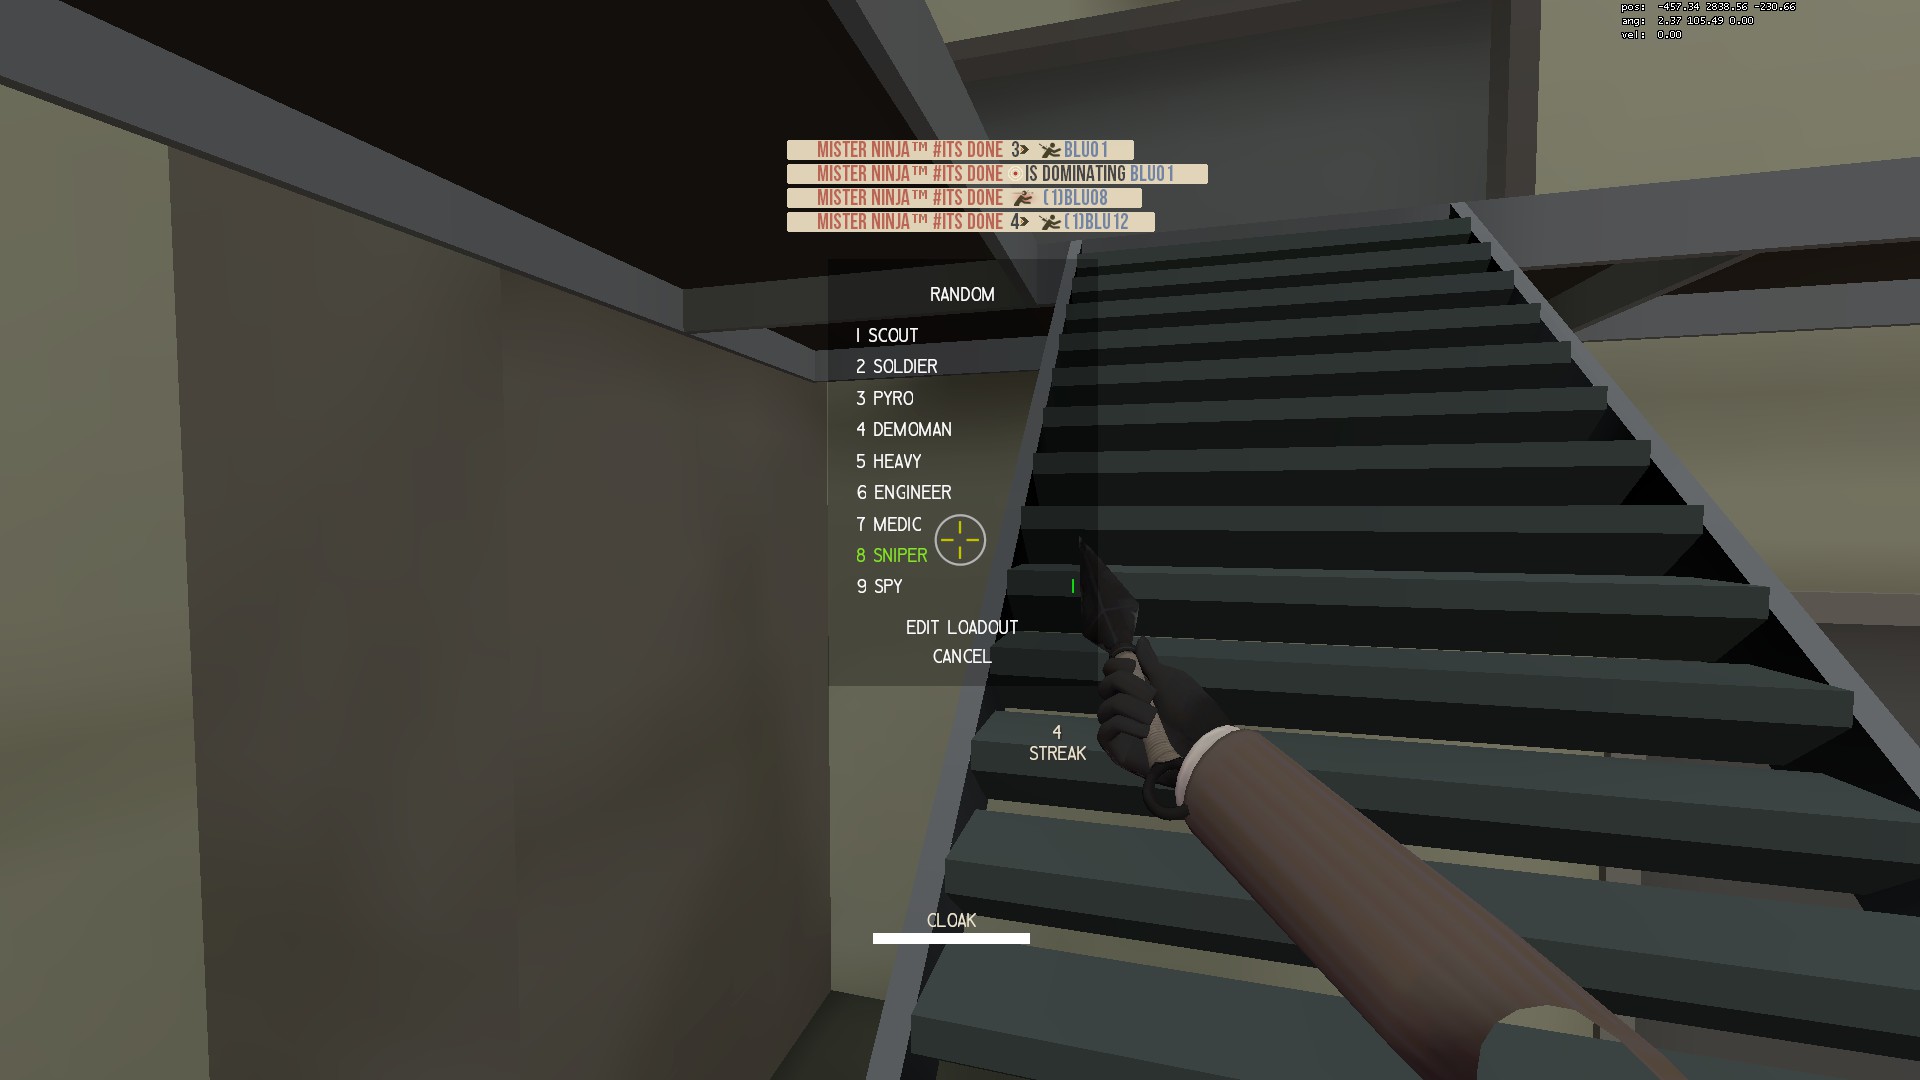 pos: -457.34 2838.56 -230.66
ang: 2.37 105.49 0.00
vel: 0.00
MISTER NINJA™ #ITS DONE 3 BLU01
MISTER NINJA™ #ITS DONE IS DOMINATING BLU01
MISTER NINJA™ #ITS DONE (1)BLU08
MISTER NINJA™ #ITS DONE 4 (1)BLU12
RANDOM
1 SCOUT
2 SOLDIER
3 PYRO
4 DEMOMAN
5 HEAVY
6 ENGINEER
7 MEDIC
8 SNIPER
9 SPY 1
EDIT LOADOUT
CANCEL
4
STREAK
CLOAK